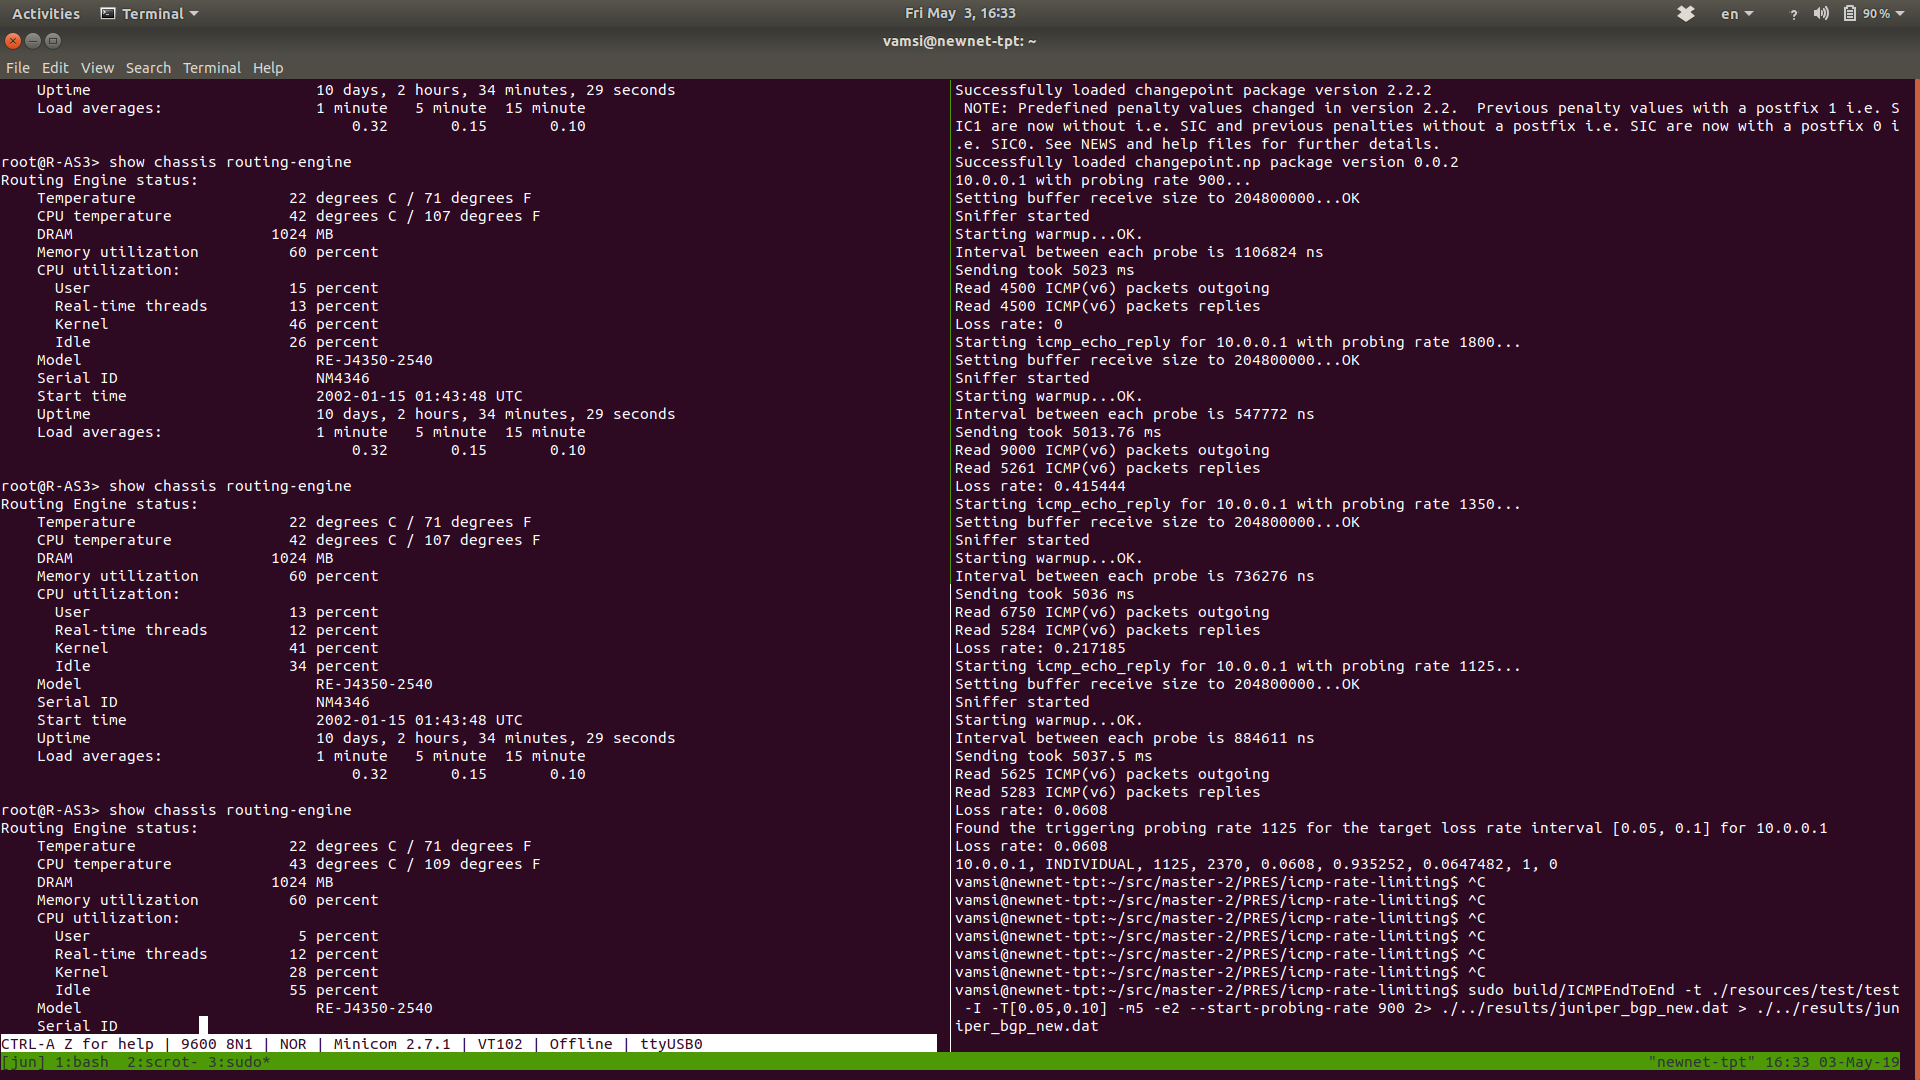 Activities Terminal Fri May 3, 16:33 en ? 90 %
vamsi@newnet-tpt: ~
File Edit View Search Terminal Help
Uptime 10 days, 2 hours, 34 minutes, 29 seconds
Load averages: 1 minute 5 minute 15 minute
0.32 0.15 0.10
root@R-AS3> show chassis routing-engine
Routing Engine status:
Temperature 22 degrees C / 71 degrees F
CPU temperature 42 degrees C / 107 degrees F
DRAM 1024 MB
Memory utilization 60 percent
CPU utilization:
User 15 percent
Real-time threads 13 percent
Kernel 46 percent
Idle 26 percent
Model RE-J4350-2540
Serial ID NM4346
Start time 2002-01-15 01:43:48 UTC
Uptime 10 days, 2 hours, 34 minutes, 29 seconds
Load averages: 1 minute 5 minute 15 minute
0.32 0.15 0.10
root@R-AS3> show chassis routing-engine
Routing Engine status:
Temperature 22 degrees C / 71 degrees F
CPU temperature 42 degrees C / 107 degrees F
DRAM 1024 MB
Memory utilization 60 percent
CPU utilization:
User 13 percent
Real-time threads 12 percent
Kernel 41 percent
Idle 34 percent
Model RE-J4350-2540
Serial ID NM4346
Start time 2002-01-15 01:43:48 UTC
Uptime 10 days, 2 hours, 34 minutes, 29 seconds
Load averages: 1 minute 5 minute 15 minute
0.32 0.15 0.10
root@R-AS3> show chassis routing-engine
Routing Engine status:
Temperature 22 degrees C / 71 degrees F
CPU temperature 43 degrees C / 109 degrees F
DRAM 1024 MB
Memory utilization 60 percent
CPU utilization:
User 5 percent
Real-time threads 12 percent
Kernel 28 percent
Idle 55 percent
Model RE-J4350-2540
Serial ID
CTRL-A Z for help | 9600 8N1 | NOR | Minicom 2.7.1 | VT102 | Offline | ttyUSB0
Successfully loaded changepoint package version 2.2.2
NOTE: Predefined penalty values changed in version 2.2. Previous penalty values with a postfix 1 i.e. S
IC1 are now without i.e. SIC and previous penalties without a postfix i.e. SIC are now with a postfix 0 i
.e. SIC0. See NEWS and help files for further details.
Successfully loaded changepoint.np package version 0.0.2
10.0.0.1 with probing rate 900...
Setting buffer receive size to 204800000...OK
Sniffer started
Starting warmup...OK.
Interval between each probe is 1106824 ns
Sending took 5023 ms
Read 4500 ICMP(v6) packets outgoing
Read 4500 ICMP(v6) packets replies
Loss rate: 0
Starting icmp_echo_reply for 10.0.0.1 with probing rate 1800...
Setting buffer receive size to 204800000...OK
Sniffer started
Starting warmup...OK.
Interval between each probe is 547772 ns
Sending took 5013.76 ms
Read 9000 ICMP(v6) packets outgoing
Read 5261 ICMP(v6) packets replies
Loss rate: 0.415444
Starting icmp_echo_reply for 10.0.0.1 with probing rate 1350...
Setting buffer receive size to 204800000...OK
Sniffer started
Starting warmup...OK.
Interval between each probe is 736276 ns
Sending took 5036 ms
Read 6750 ICMP(v6) packets outgoing
Read 5284 ICMP(v6) packets replies
Loss rate: 0.217185
Starting icmp_echo_reply for 10.0.0.1 with probing rate 1125...
Setting buffer receive size to 204800000...OK
Sniffer started
Starting warmup...OK.
Interval between each probe is 884611 ns
Sending took 5037.5 ms
Read 5625 ICMP(v6) packets outgoing
Read 5283 ICMP(v6) packets replies
Loss rate: 0.0608
Found the triggering probing rate 1125 for the target loss rate interval [0.05, 0.1] for 10.0.0.1
Loss rate: 0.0608
10.0.0.1, INDIVIDUAL, 1125, 2370, 0.0608, 0.935252, 0.0647482, 1, 0
vamsi@newnet-tpt:~/src/master-2/PRES/icmp-rate-limiting$ ^C
vamsi@newnet-tpt:~/src/master-2/PRES/icmp-rate-limiting$ ^C
vamsi@newnet-tpt:~/src/master-2/PRES/icmp-rate-limiting$ ^C
vamsi@newnet-tpt:~/src/master-2/PRES/icmp-rate-limiting$ ^C
vamsi@newnet-tpt:~/src/master-2/PRES/icmp-rate-limiting$ ^C
vamsi@newnet-tpt:~/src/master-2/PRES/icmp-rate-limiting$ ^C
vamsi@newnet-tpt:~/src/master-2/PRES/icmp-rate-limiting$ sudo build/ICMPEndToEnd -t ./resources/test/test
-I -T[0.05,0.10] -m5 -e2 --start-probing-rate 900 2> ./../results/juniper_bgp_new.dat > ./../results/jun
iper_bgp_new.dat
[jun] 1:bash 2:scrot- 3:sudo* "newnet-tpt" 16:33 03-May-19